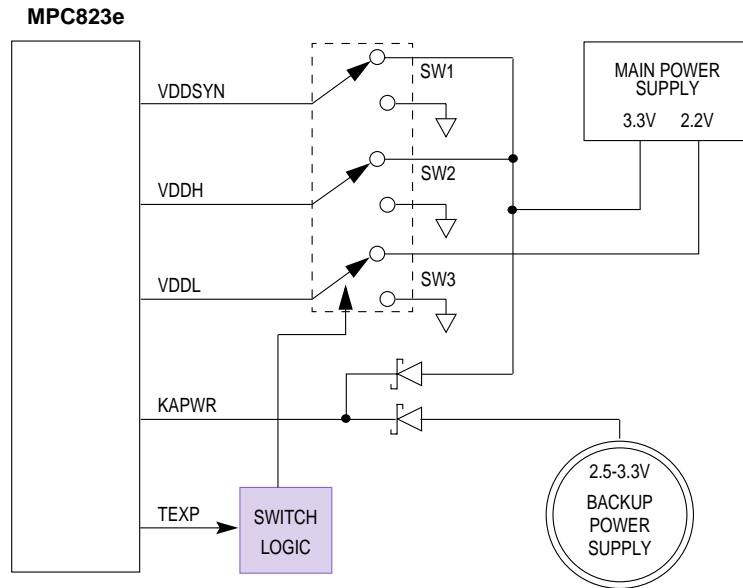 MPC823e
VDDSYN
SW1
MAIN POWER
SUPPLY
3.3V 2.2V
VDDH
SW2
VDDL
SW3
KAPWR
TEXP
SWITCH
LOGIC
2.5-3.3V
BACKUP
POWER
SUPPLY